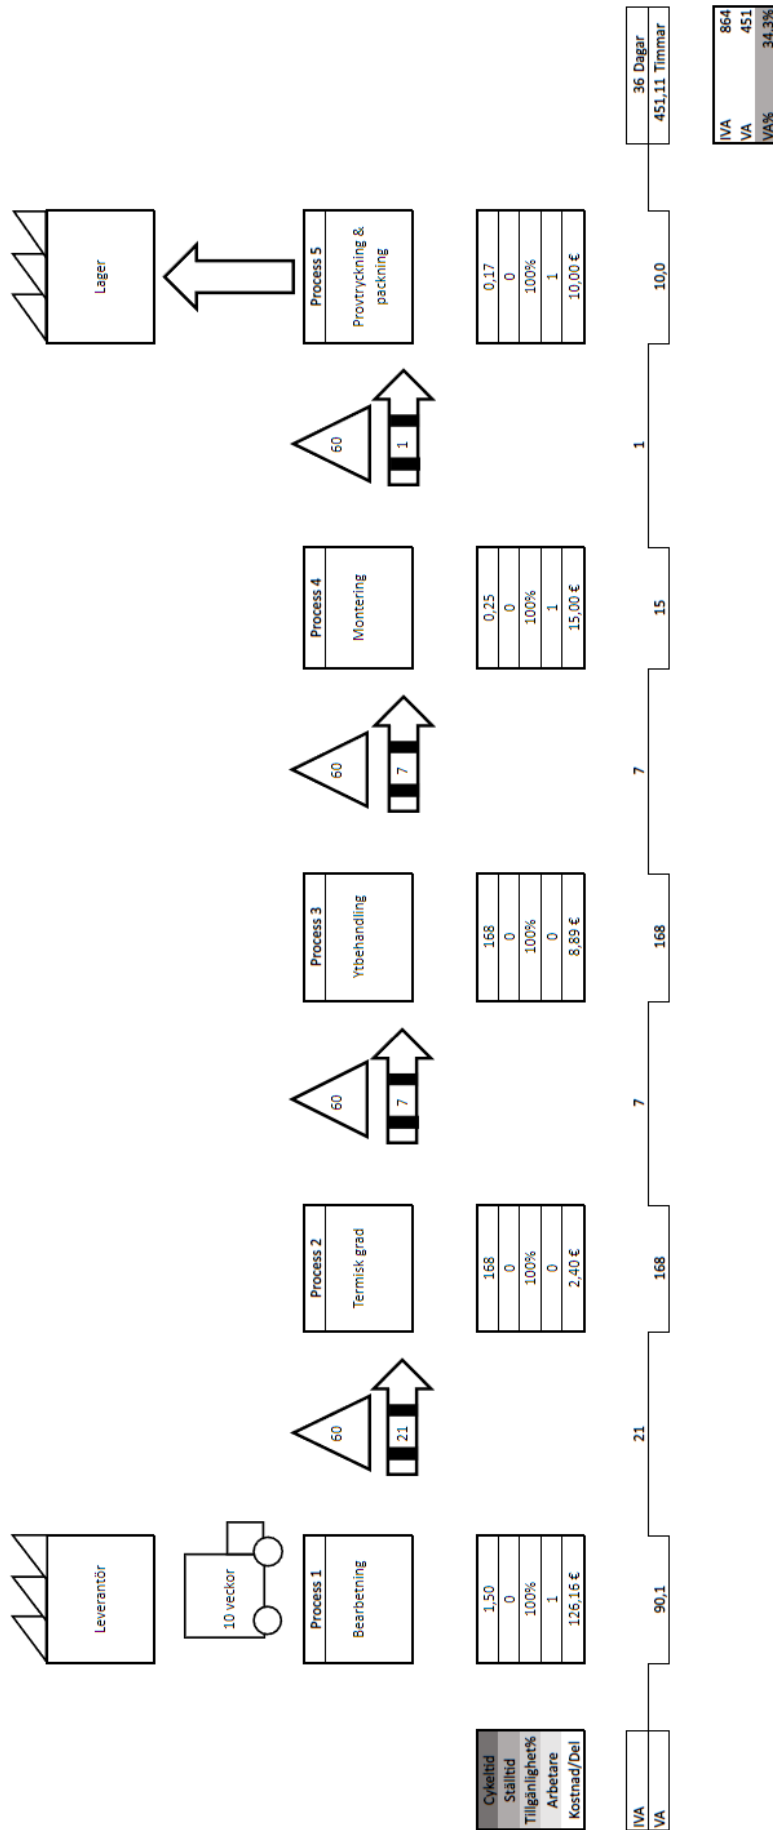 Leverantör
Lager
10 veckor
Process 1
Bearbetning
60
21
Process 2
Termisk grad
60
7
Process 3
Ytbehandling
60
7
Process 4
Montering
60
1
Process 5
Provtryckning &
packning
Cykeltid 1,50 168 168 0,25 0,17
Ställtid 0 0 0 0 0
Tillgänlighet% 100% 100% 100% 100% 100%
Arbetare 1 0 0 1 1
Kostnad/Del 126,16 € 2,40 € 8,89 € 15,00 € 10,00 €
IVA 21 7 7 1 36 Dagar
VA 90,1 168 168 15 10,0 451,11 Timmar
IVA 864
VA 451
VA% 34,3%